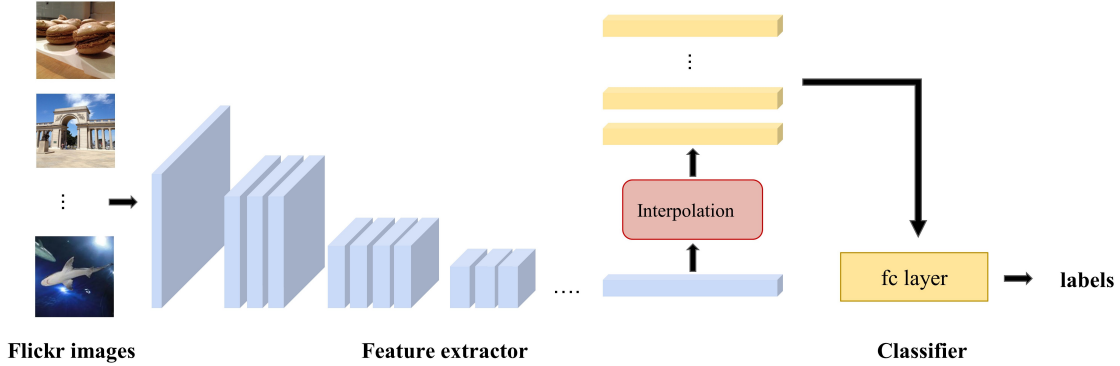 Interpolation
fc layer
labels
Flickr images
Feature extractor
Classifier